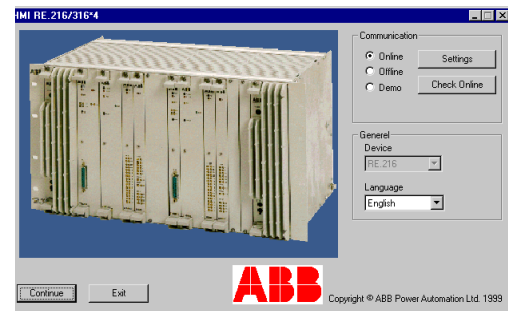 HMI RE.216/316*4
Communication
Online
Offline
Demo
Settings
Check Online
General
Device
RE.216
Language
English
Continue
Exit
ABB
Copyright © ABB Power Automation Ltd. 1999